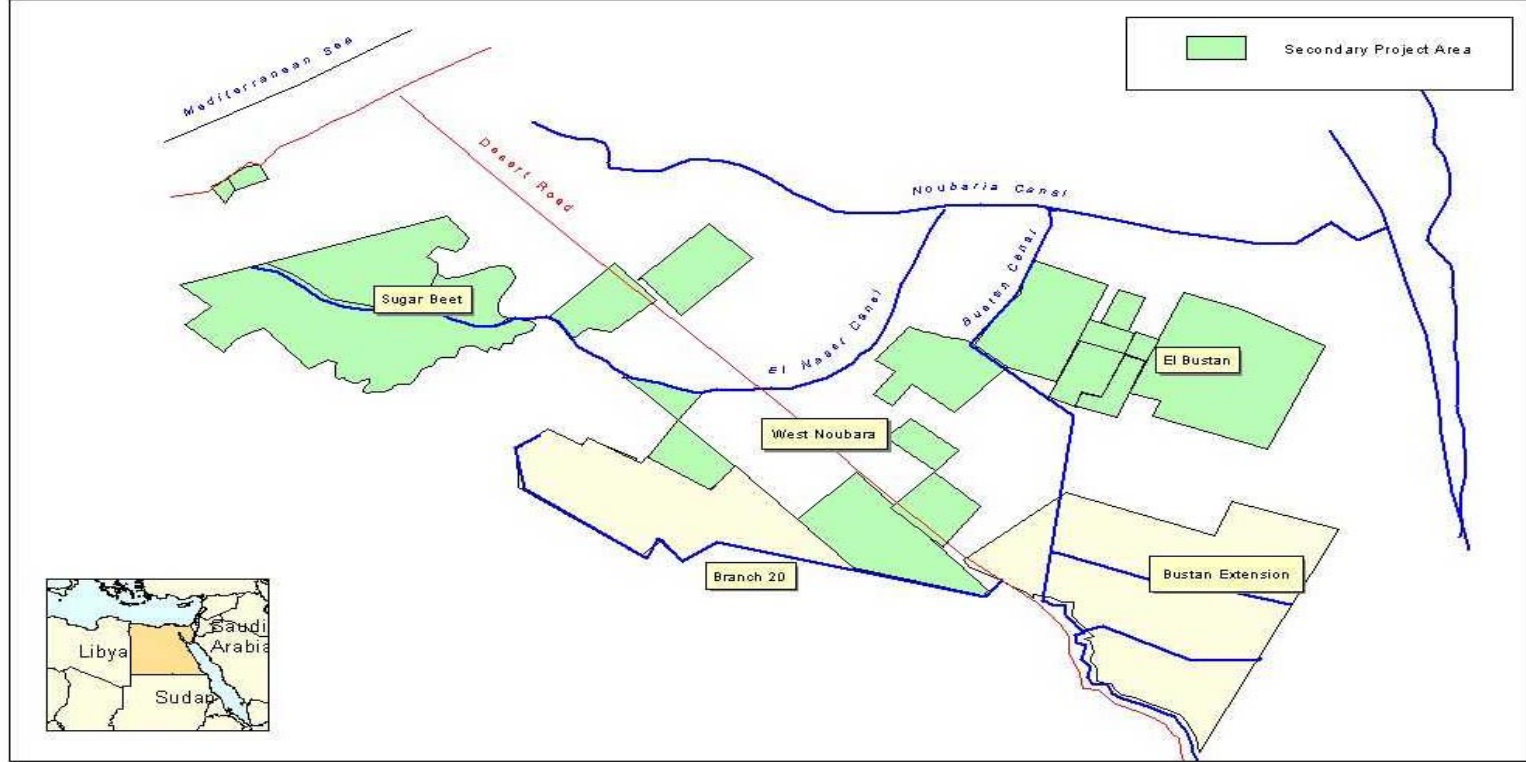 Mediterranean Sea
Secondary Project Area
Desert Road
Noubaria Canal
Bustan Canal
Sugar Beet
El Naser Canal
El Bustan
West Noubara
Branch 20
Bustan Extension
Libya
Saudi
Arabia
Sudan